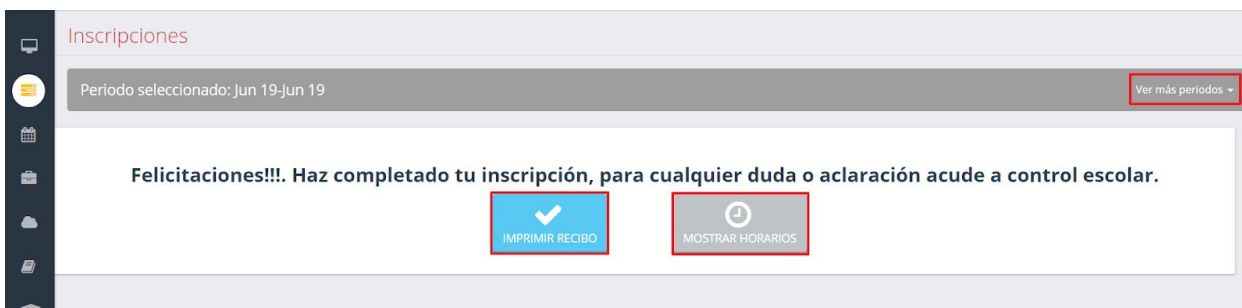 Inscripciones
Periodo seleccionado: Jun 19-Jun 19
Ver más periodos
Felicitaciones!!!. Haz completado tu inscripción, para cualquier duda o aclaración acude a control escolar.
IMPRIMIR RECIBO
MOSTRAR HORARIOS